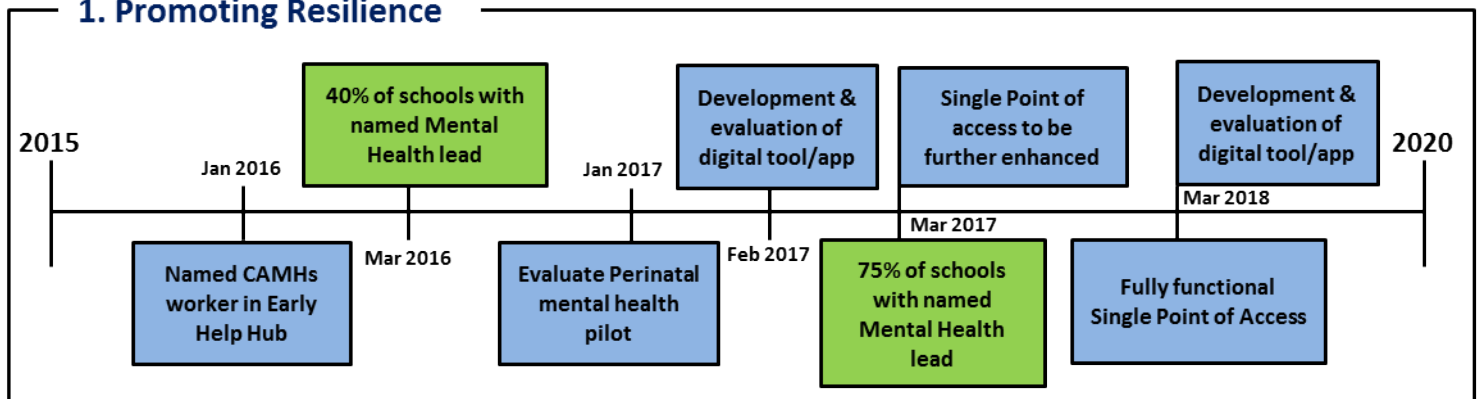 1. Promoting Resilience
2015
Jan 2016
Named CAMHs
worker in Early
Help Hub
40% of schools with
named Mental
Health lead
Mar 2016
Jan 2017
Evaluate Perinatal
mental health
pilot
Development &
evaluation of
digital tool/app
Feb 2017
Single Point of
access to be
further enhanced
Mar 2017
75% of schools
with named
Mental Health
lead
Development &
evaluation of
digital tool/app
Mar 2018
Fully functional
Single Point of Access
2020